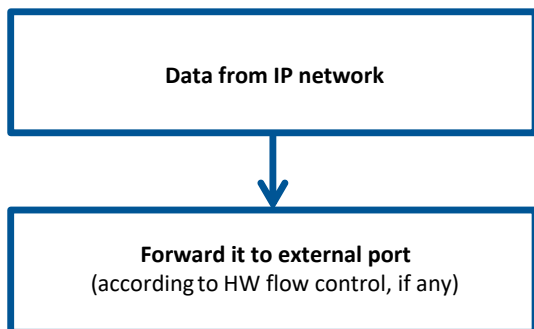 Data from IP network
Forward it to external port
(according to HW flow control, if any)